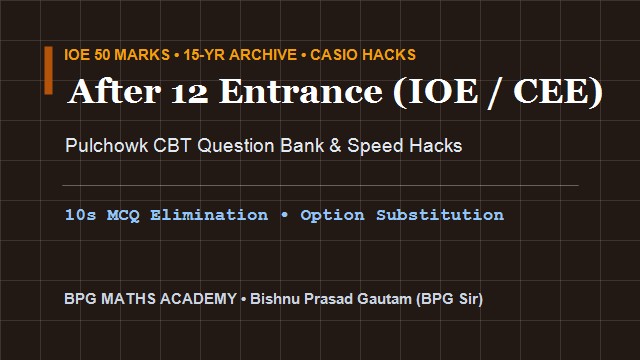 IOE 50 MARKS • 15-YR ARCHIVE • CASIO HACKS
After 12 Entrance (IOE / CEE)
Pulchowk CBT Question Bank & Speed Hacks
10s MCQ Elimination • Option Substitution
BPG MATHS ACADEMY • Bishnu Prasad Gautam (BPG Sir)